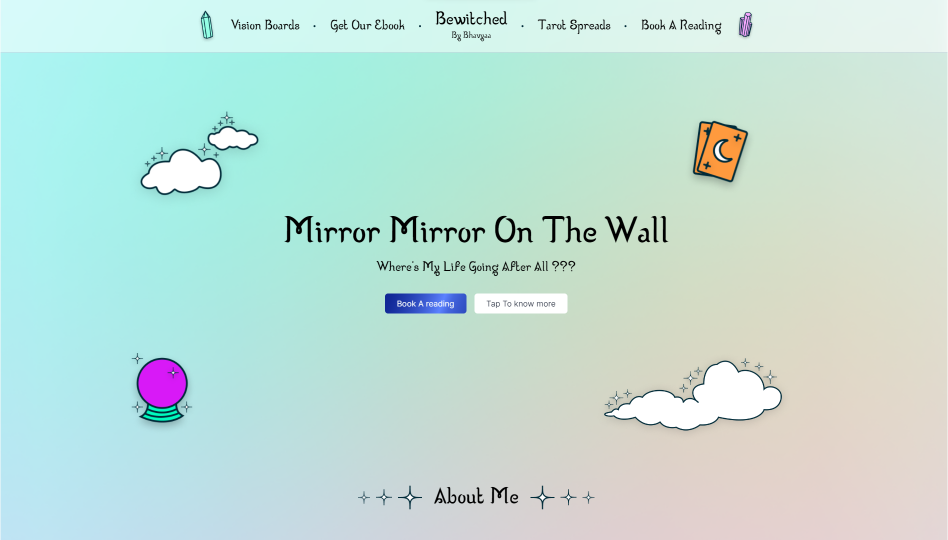 Vision Boards · Get Our Ebook · Bewitched · Tarot Spreads · Book A Reading
By Bhavyaa
Mirror Mirror On The Wall
Where's My Life Going After All ???
Book A reading
Tap To know more
About Me